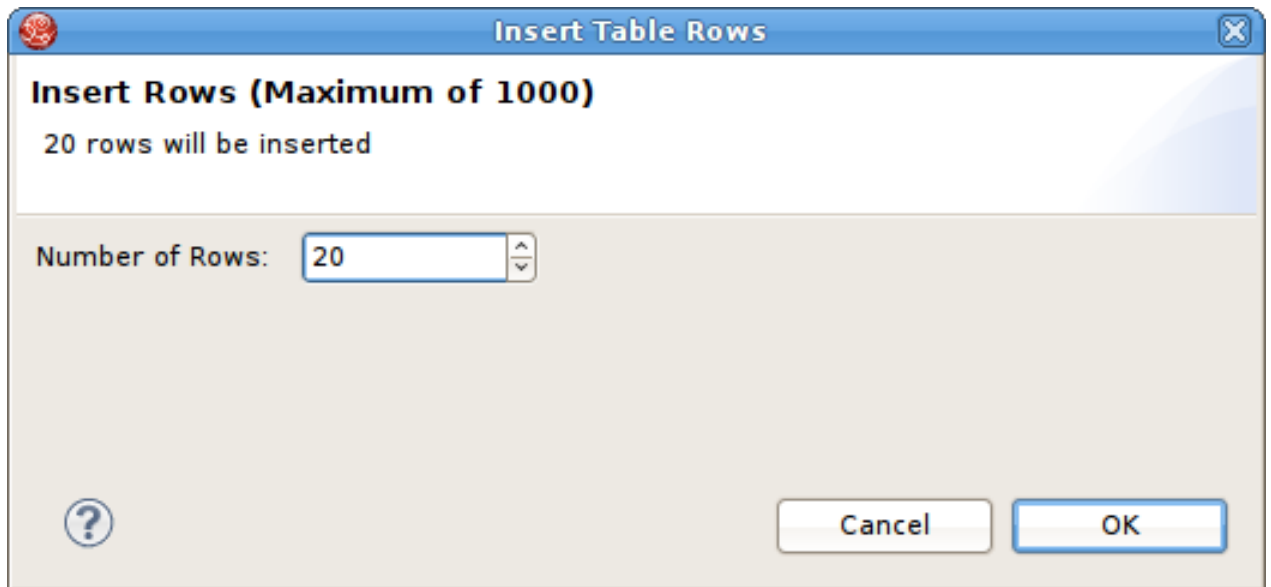 Insert Table Rows
Insert Rows (Maximum of 1000)
20 rows will be inserted
Number of Rows: 20
Cancel OK